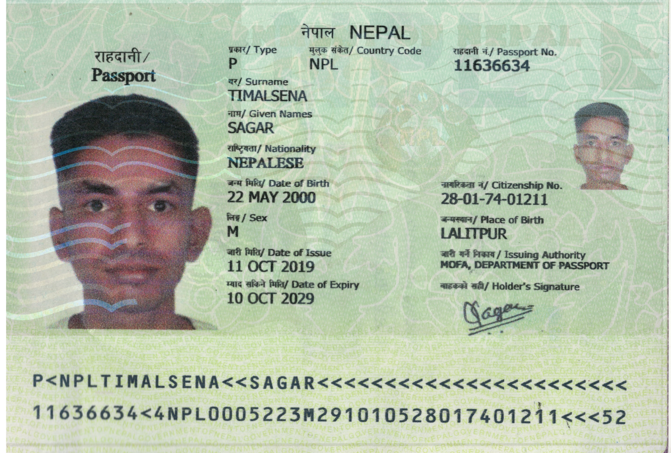 नेपाल NEPAL
राहदानी/
Passport
प्रकार/ Type
P
मुलुक संकेत/ Country Code
NPL
राहदानी नं./ Passport No.
11636634
थर/ Surname
TIMALSENA
नाम/ Given Names
SAGAR
राष्ट्रियता/ Nationality
NEPALESE
जन्म मिति/ Date of Birth
22 MAY 2000
नागरिकता नं/ Citizenship No.
28-01-74-01211
लिङ्ग/ Sex
M
जन्मस्थान/ Place of Birth
LALITPUR
जारी मिति/ Date of Issue
11 OCT 2019
जारी गर्ने निकाय/ Issuing Authority
MOFA, DEPARTMENT OF PASSPORT
म्याद सकिने मिति/ Date of Expiry
10 OCT 2029
वाहकको सही/ Holder's Signature
Sagar
P<NPLTIMALSENA<<SAGAR<<<<<<<<<<<<<<<<<<<<<<<
11636634<4NPL0005223M29101052801​7401211<<<52